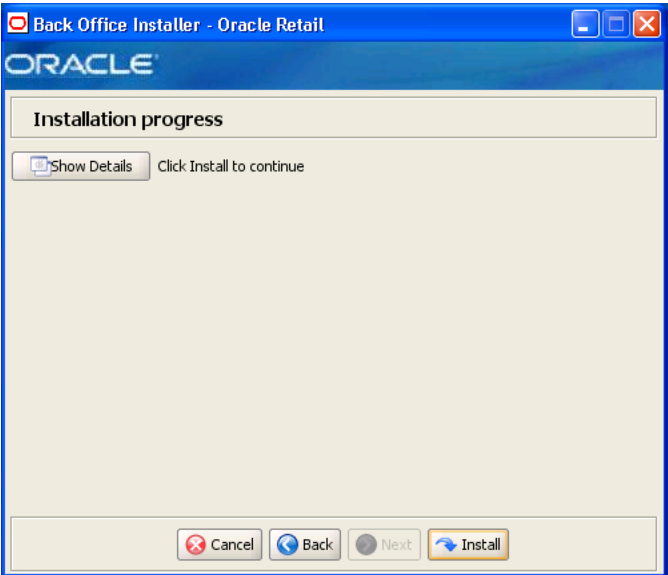 Back Office Installer - Oracle Retail
ORACLE
Installation progress
Show Details Click Install to continue
Cancel Back Next Install